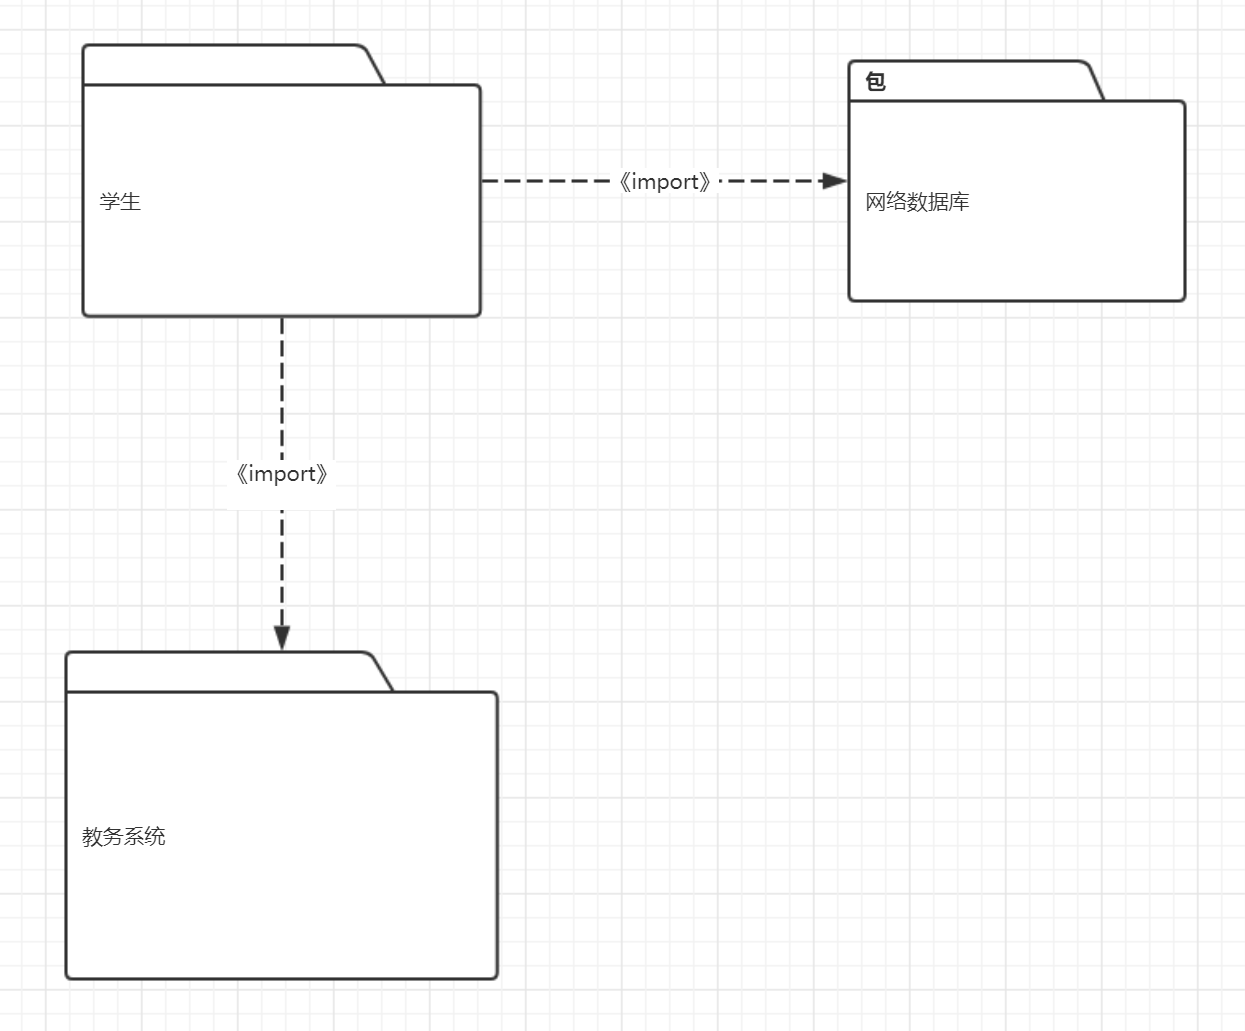 包
学生
《import》
网络数据库
《import》
教务系统